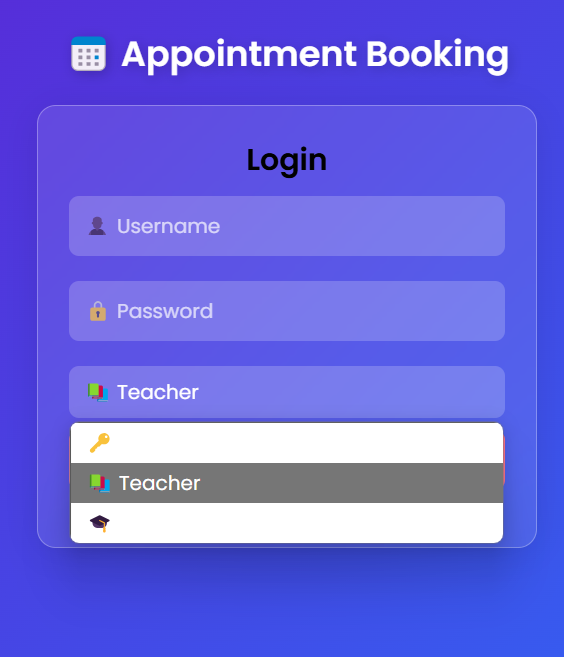 📅 Appointment Booking
Login
👤 Username
🔒 Password
📚 Teacher
🔑
📚 Teacher
🎓